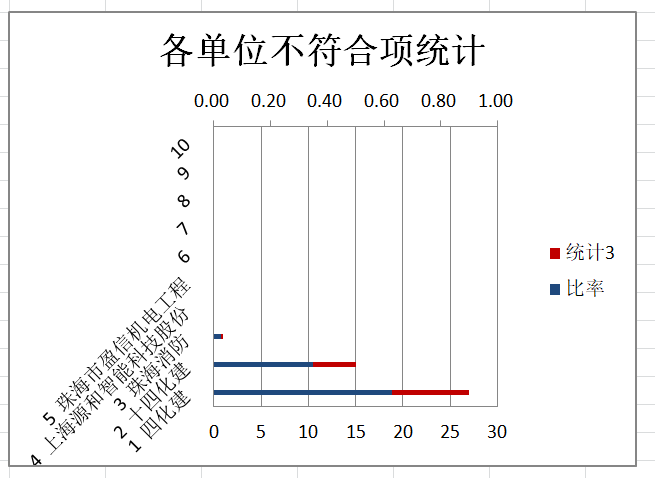 各单位不符合项统计
0.00 0.20 0.40 0.60 0.80 1.00
10
9
8
7
6
5 珠海市盈信机电工程
4 上海源和智能科技股份
3 珠海消防
2 十四化建
1 四化建
0 5 10 15 20 25 30
统计3
比率